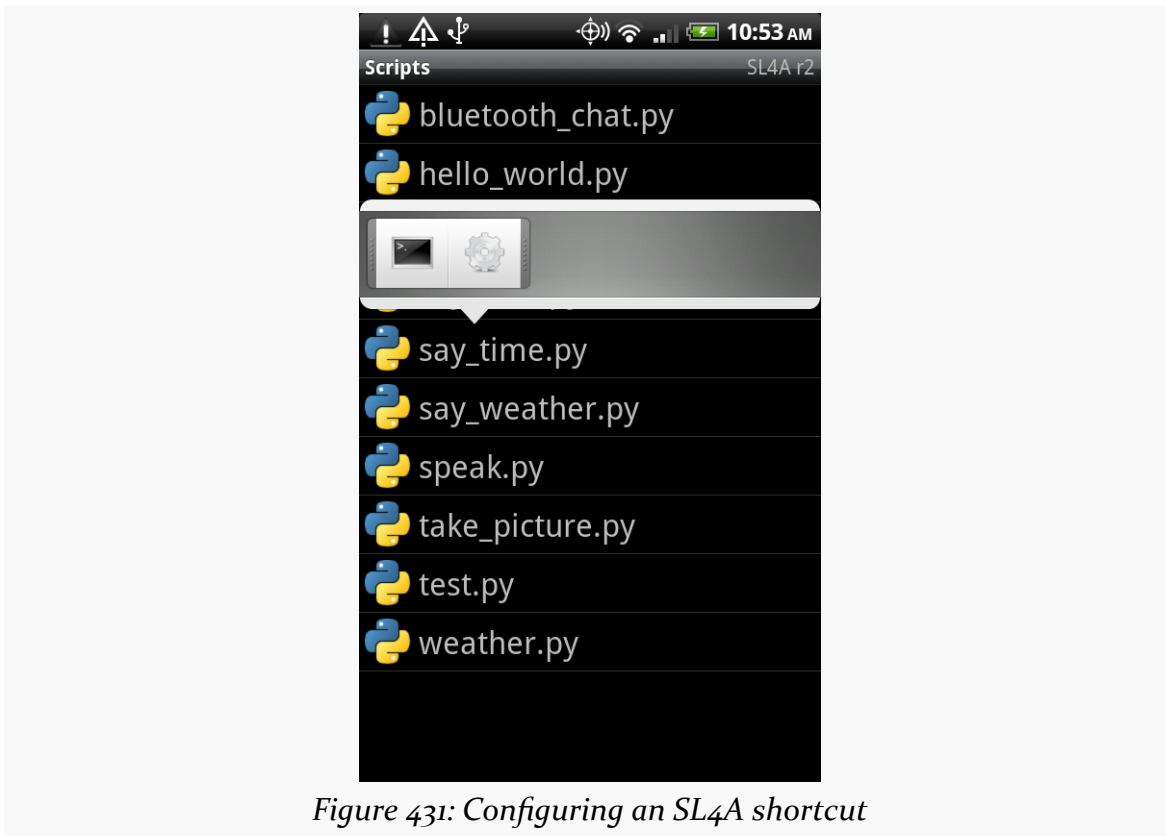 10:53 AM
Scripts SL4A r2
bluetooth_chat.py
hello_world.py
say_time.py
say_weather.py
speak.py
take_picture.py
test.py
weather.py
Figure 431: Configuring an SL4A shortcut